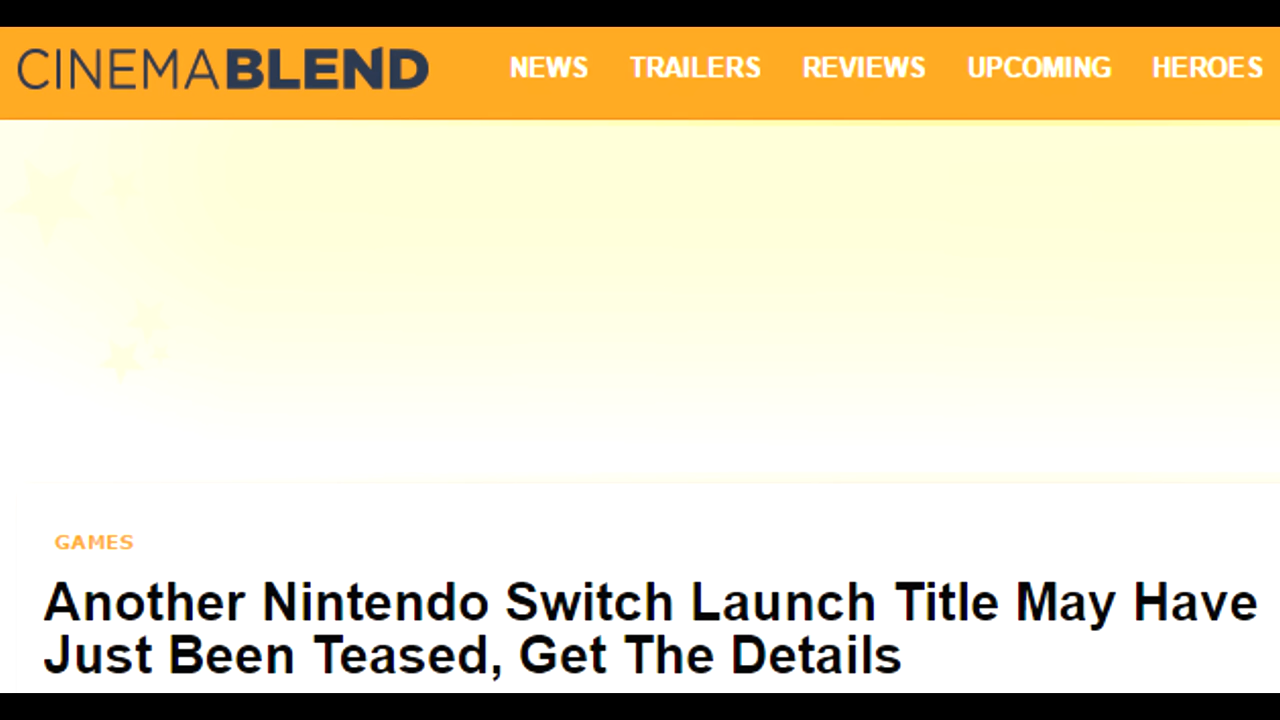 CINEMABLEND NEWS TRAILERS REVIEWS UPCOMING HEROES
GAMES
Another Nintendo Switch Launch Title May Have
Just Been Teased, Get The Details